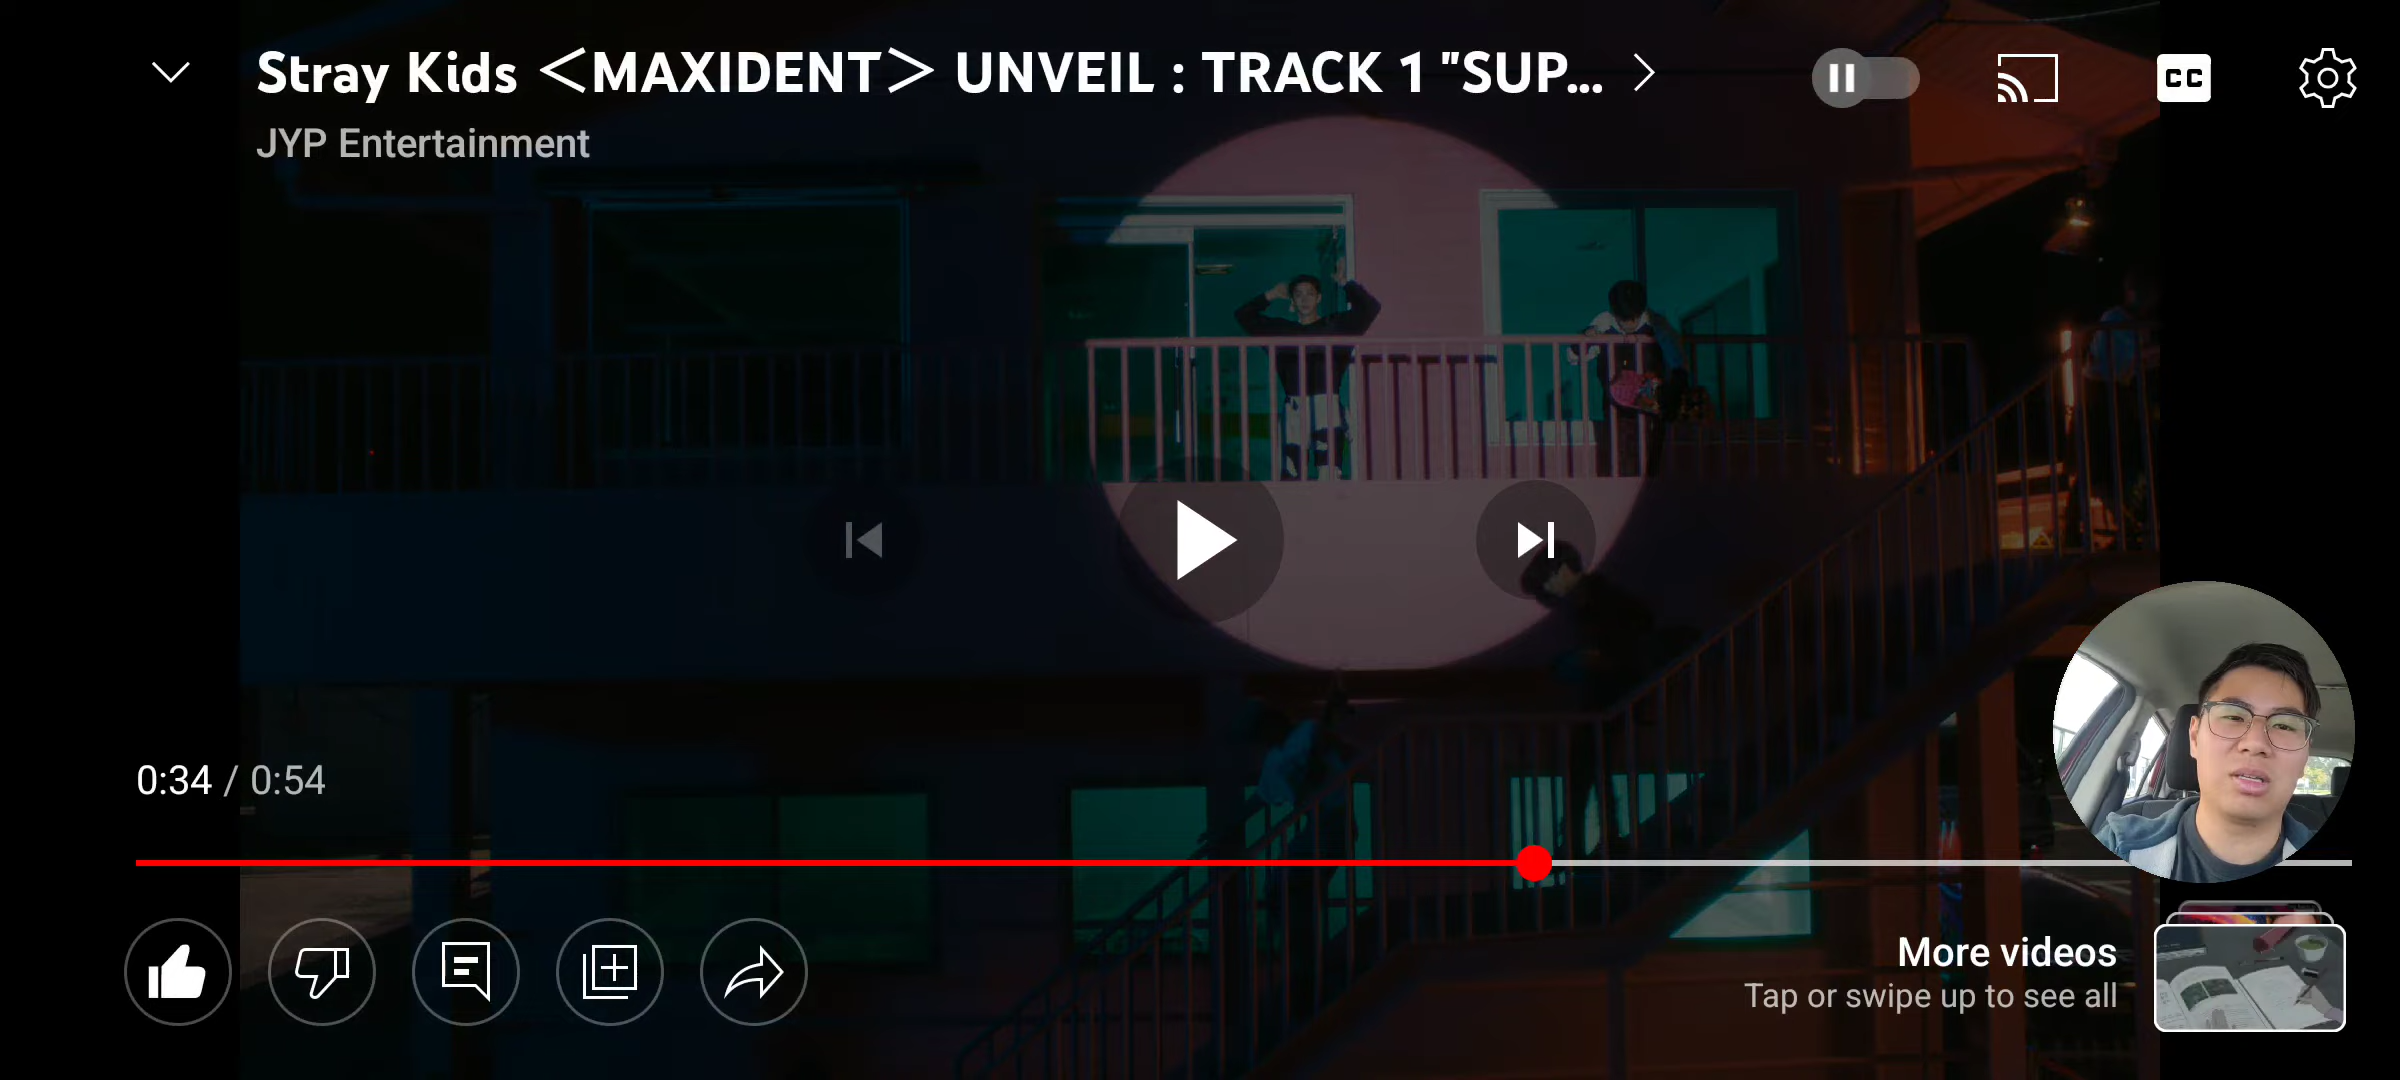 Stray Kids ＜MAXIDENT＞ UNVEIL : TRACK 1 "SUP...
JYP Entertainment
CC
0:34 / 0:54
More videos
Tap or swipe up to see all